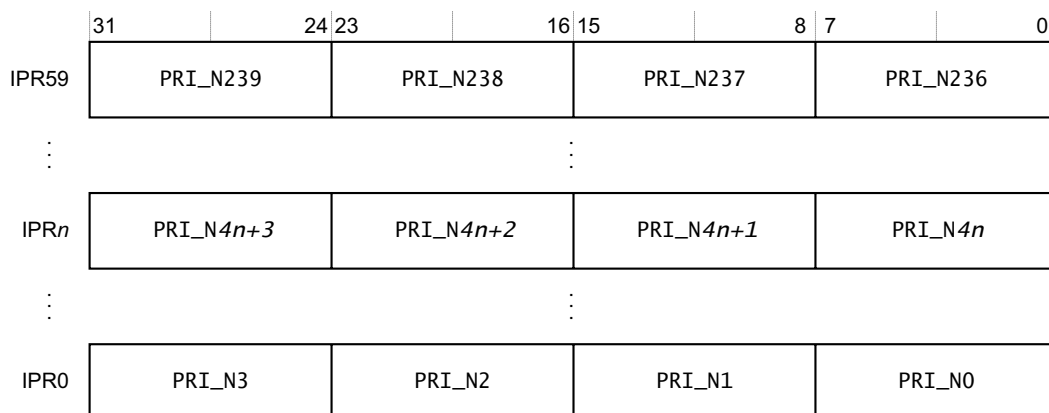 31 24 23 16 15 8 7 0
IPR59 PRI_N239 PRI_N238 PRI_N237 PRI_N236
IPRn PRI_N4n+3 PRI_N4n+2 PRI_N4n+1 PRI_N4n
IPR0 PRI_N3 PRI_N2 PRI_N1 PRI_N0